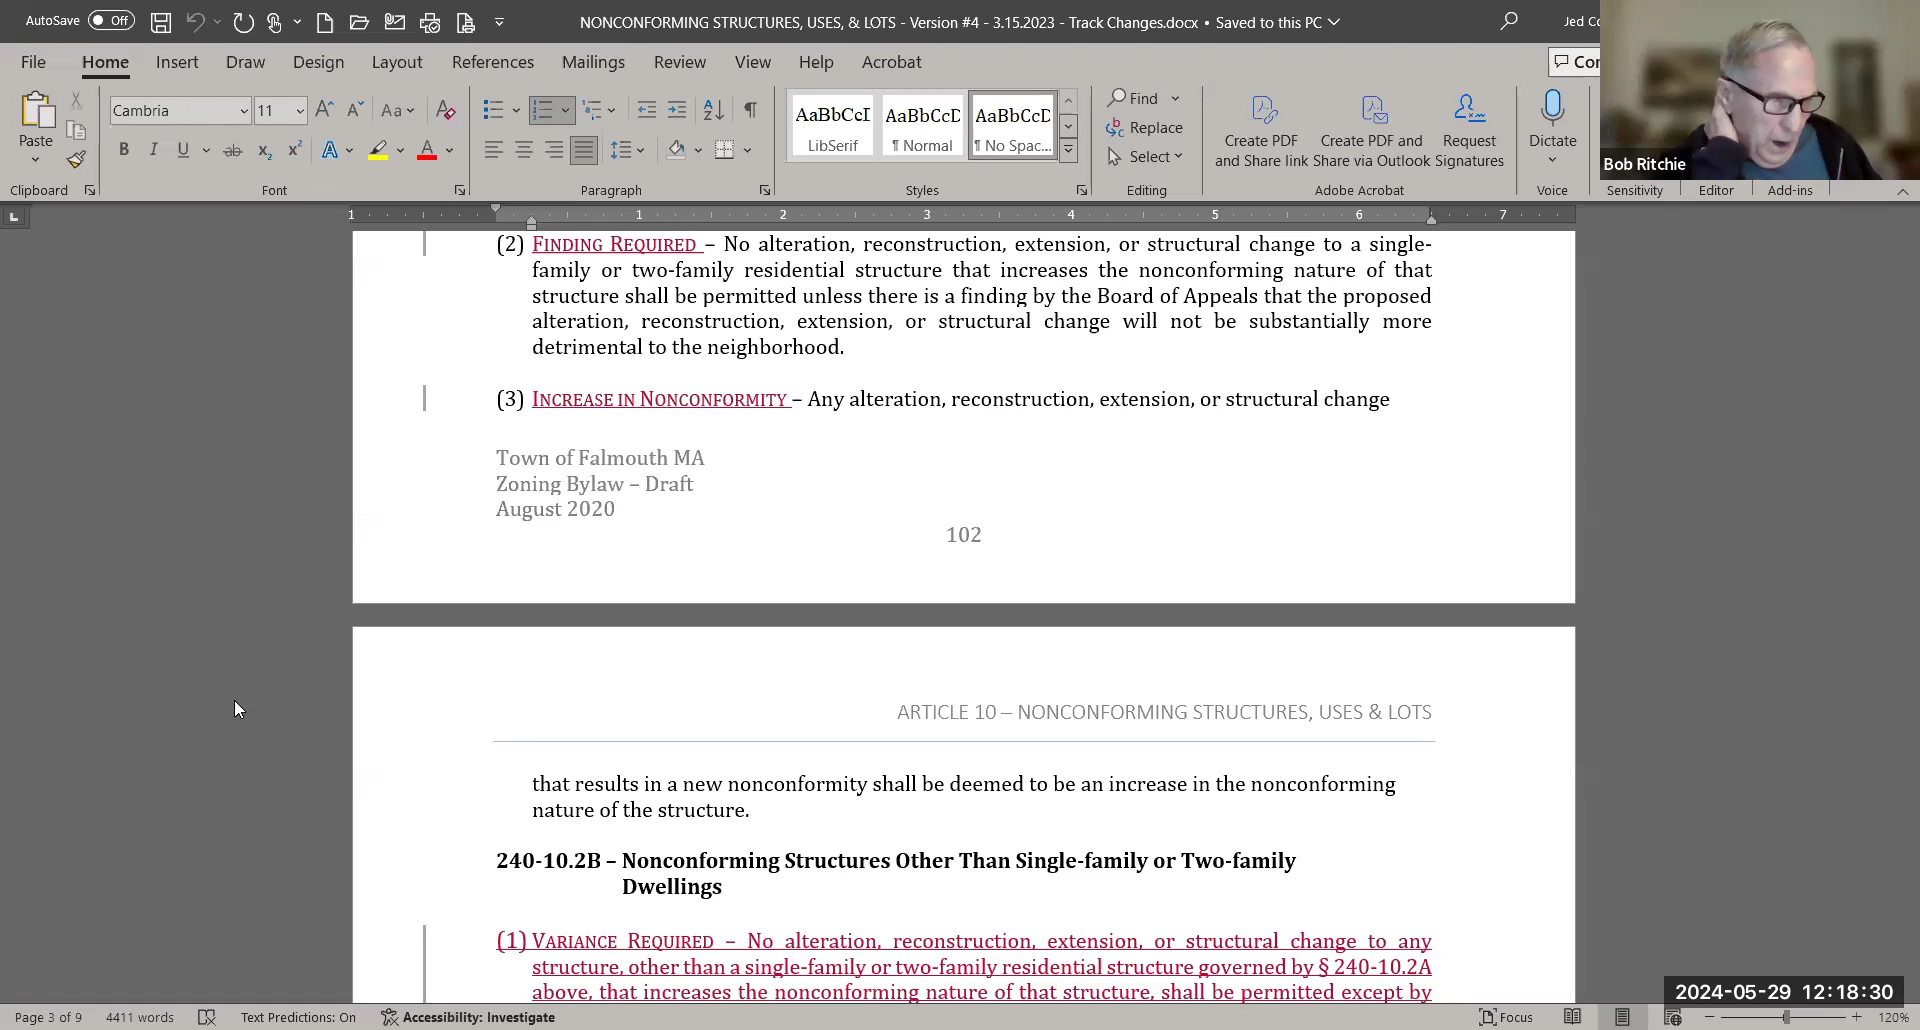 AutoSave Off
NONCONFORMING STRUCTURES, USES, & LOTS - Version #4 - 3.15.2023 - Track Changes.docx • Saved to this PC
Jed Co
File Home Insert Draw Design Layout References Mailings Review View Help Acrobat
Paste
Clipboard
Cambria 11
Font
Paragraph
AaBbCcI
LibSerif
AaBbCcD
¶ Normal
AaBbCcD
¶ No Spac...
Styles
Find
Replace
Select
Editing
Create PDF
and Share link
Create PDF and
Share via Outlook
Request
Signatures
Adobe Acrobat
Dictate
Voice
Sensitivity
Editor
Add-ins
Bob Ritchie
1 1 2 3 4 5 6 7
(2) FINDING REQUIRED – No alteration, reconstruction, extension, or structural change to a single-
family or two-family residential structure that increases the nonconforming nature of that
structure shall be permitted unless there is a finding by the Board of Appeals that the proposed
alteration, reconstruction, extension, or structural change will not be substantially more
detrimental to the neighborhood.
(3) INCREASE IN NONCONFORMITY – Any alteration, reconstruction, extension, or structural change
Town of Falmouth MA
Zoning Bylaw – Draft
August 2020
102
ARTICLE 10 – NONCONFORMING STRUCTURES, USES & LOTS
that results in a new nonconformity shall be deemed to be an increase in the nonconforming
nature of the structure.
240-10.2B – Nonconforming Structures Other Than Single-family or Two-family
Dwellings
(1) VARIANCE REQUIRED – No alteration, reconstruction, extension, or structural change to any
structure, other than a single-family or two-family residential structure governed by § 240-10.2A
above, that increases the nonconforming nature of that structure, shall be permitted except by
2024-05-29 12:18:30
Page 3 of 9 4411 words Text Predictions: On Accessibility: Investigate Focus 120%